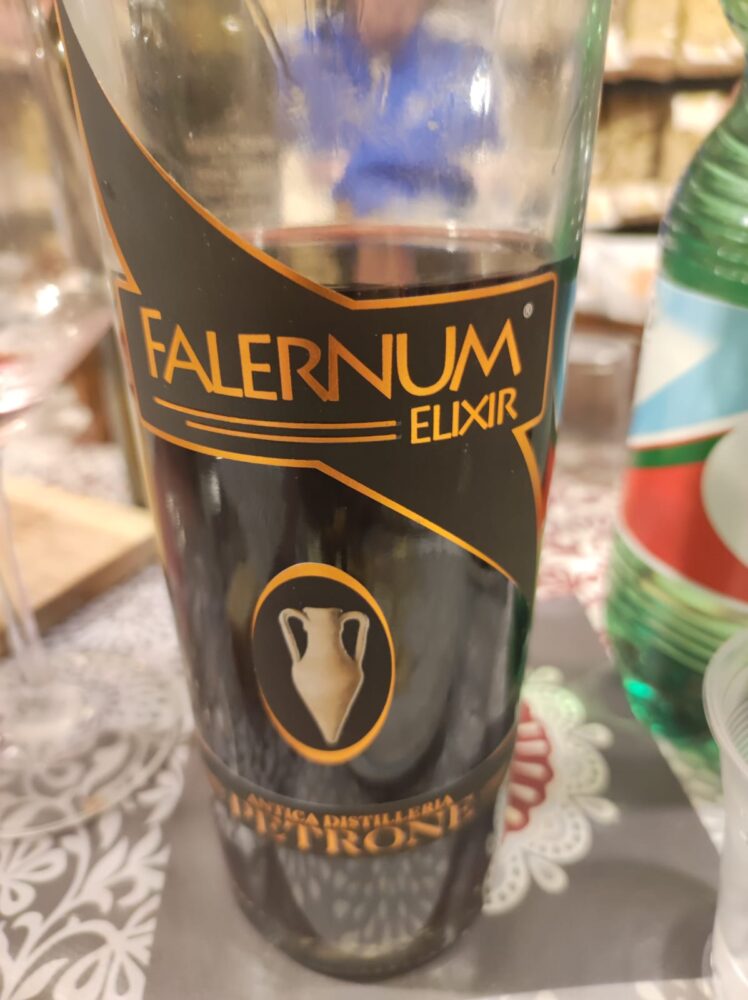 FALERNUM®
ELIXIR
ANTICA DISTILLERIA
PETRONE